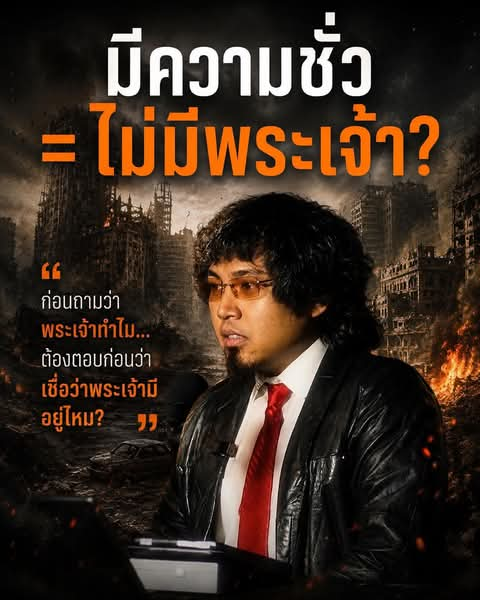 มีความชั่ว
= ไม่มีพระเจ้า?
“
ก่อนถามว่า
พระเจ้าทำไม...
ต้องตอบก่อนว่า
เชื่อว่าพระเจ้ามี
อยู่ไหม? ”